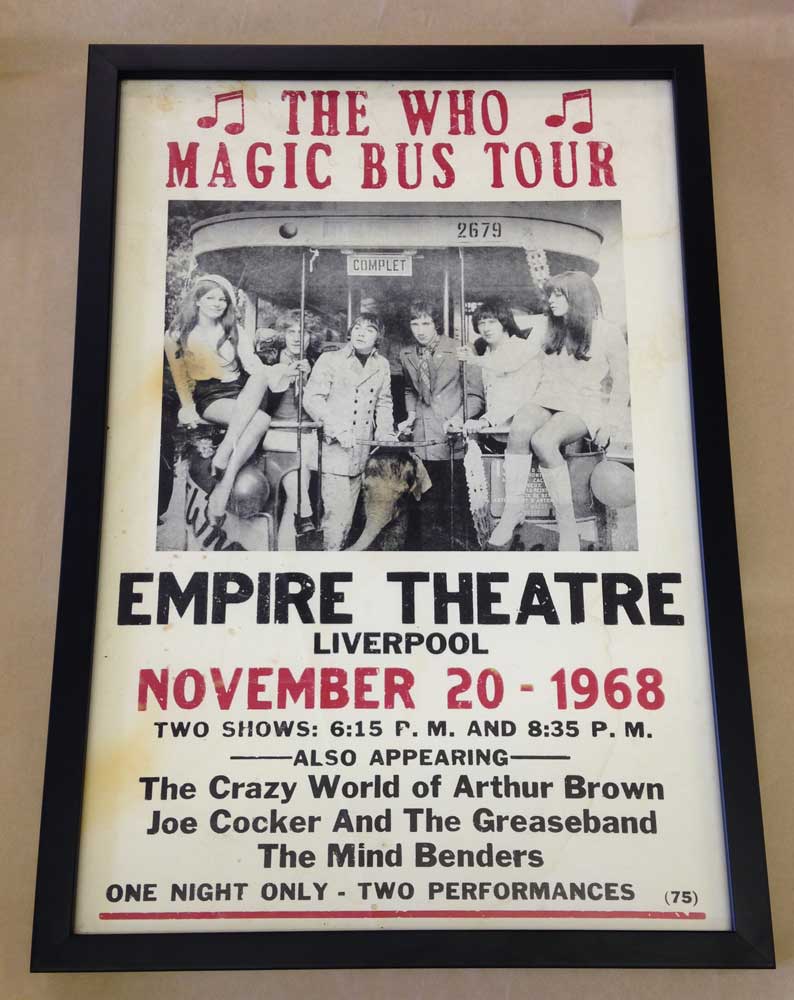 THE WHO
MAGIC BUS TOUR
2679
COMPLET
EMPIRE THEATRE
LIVERPOOL
NOVEMBER 20 - 1968
TWO SHOWS: 6:15 P. M. AND 8:35 P. M.
ALSO APPEARING
The Crazy World of Arthur Brown
Joe Cocker And The Greaseband
The Mind Benders
ONE NIGHT ONLY - TWO PERFORMANCES (75)